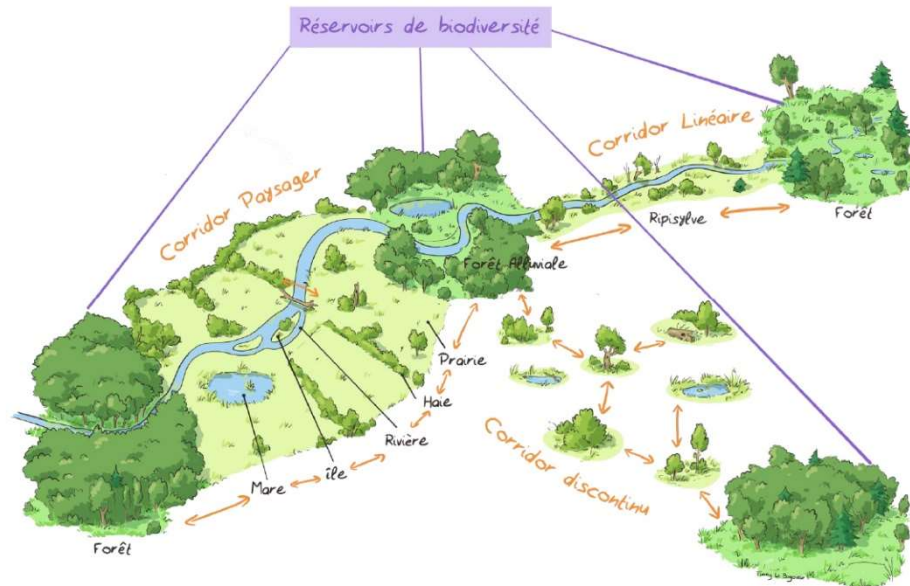 Réservoirs de biodiversité
Corridor Linéaire
Corridor Paysager
Ripisylve
Forêt
Forêt Alluviale
Prairie
Haie
Rivière
île
Mare
Corridor discontinu
Forêt